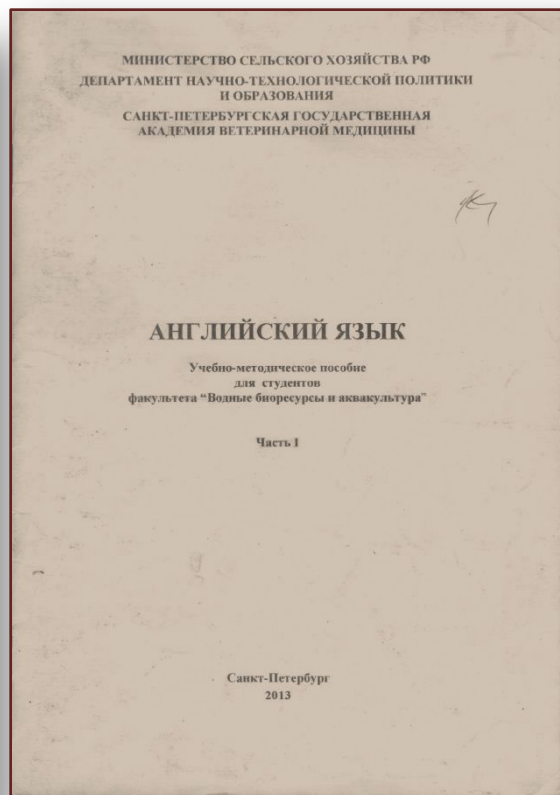 МИНИСТЕРСТВО СЕЛЬСКОГО ХОЗЯЙСТВА РФ
ДЕПАРТАМЕНТ НАУЧНО-ТЕХНОЛОГИЧЕСКОЙ ПОЛИТИКИ
И ОБРАЗОВАНИЯ
САНКТ-ПЕТЕРБУРГСКАЯ ГОСУДАРСТВЕННАЯ
АКАДЕМИЯ ВЕТЕРИНАРНОЙ МЕДИЦИНЫ
АНГЛИЙСКИЙ ЯЗЫК
Учебно-методическое пособие
для студентов
факультета “Водные биоресурсы и аквакультура”
Часть 1
Санкт-Петербург
2013